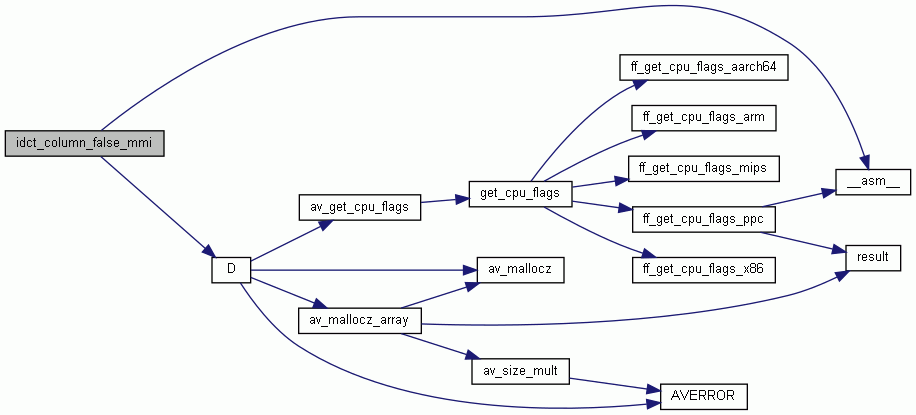 ff_get_cpu_flags_aarch64
ff_get_cpu_flags_arm
idct_column_false_mmi
ff_get_cpu_flags_mips
__asm__
get_cpu_flags
av_get_cpu_flags
ff_get_cpu_flags_ppc
result
D
av_mallocz
ff_get_cpu_flags_x86
av_mallocz_array
av_size_mult
AVERROR